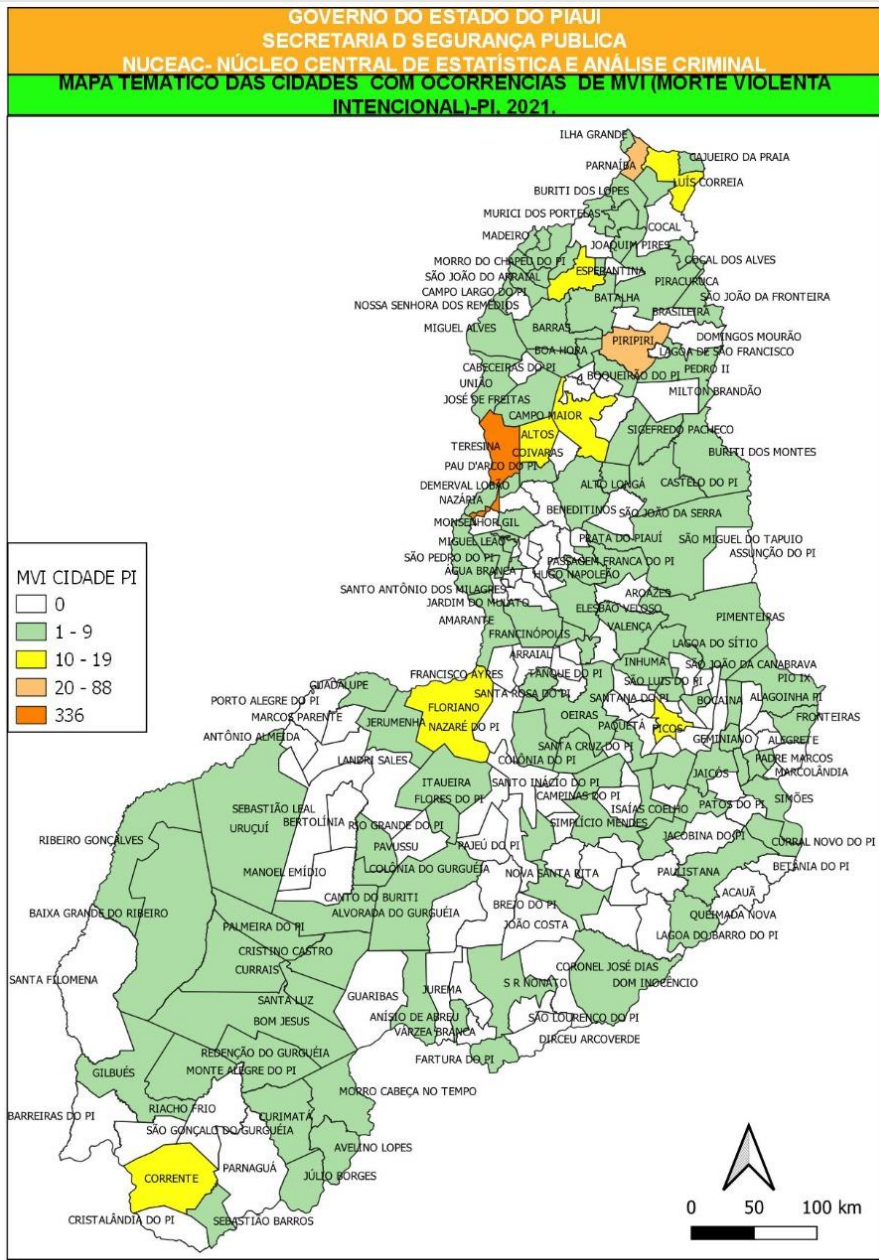 GOVERNO DO ESTADO DO PIAUI
SECRETARIA D SEGURANÇA PUBLICA
NUCEAC- NÚCLEO CENTRAL DE ESTATÍSTICA E ANÁLISE CRIMINAL
MAPA TEMATICO DAS CIDADES COM OCORRENCIAS DE MVI (MORTE VIOLENTA
INTENCIONAL)-PI. 2021.
ILHA GRANDE
PARNAÍBA
CAJUEIRO DA PRAIA
LUÍS CORREIA
BURITI DOS LOPES
MURICI DOS PORTELAS
COCAL
MADEIRO
JOAQUIM PIRES
MORRO DO CHAPÉU DO PI
COCAL DOS ALVES
SÃO JOÃO DO ARRAIAL
ESPERANTINA
CAMPO LARGO DO PI
PIRACURUCA
NOSSA SENHORA DOS REMÉDIOS
BATALHA
SÃO JOÃO DA FRONTEIRA
BRASILEIRA
MIGUEL ALVES
BARRAS
PIRIPIRI
DOMINGOS MOURÃO
BOA HORA
LAGOA DE SÃO FRANCISCO
CABECEIRAS DO PI
BOQUEIRÃO DO PI
PEDRO II
UNIÃO
MILTON BRANDÃO
JOSÉ DE FREITAS
CAMPO MAIOR
ALTOS
SIGEFREDO PACHECO
TERESINA
COIVARAS
BURITI DOS MONTES
PAU D'ARCO DO PI
DEMERVAL LOBÃO
ALTO LONGÁ
CASTELO DO PI
NAZÁRIA
BENEDITINOS
SÃO JOÃO DA SERRA
MONSENHOR GIL
MIGUEL LEÃO
PRATA DO PIAUÍ
SÃO MIGUEL DO TAPUIO
SÃO PEDRO DO PI
PASSAGEM FRANCA DO PI
ASSUNÇÃO DO PI
ÁGUA BRANCA
HUGO NAPOLEÃO
SANTO ANTÔNIO DOS MILAGRES
AROAZES
JARDIM DO MULATO
ELESBÃO VELOSO
AMARANTE
VALENÇA
PIMENTEIRAS
FRANCINÓPOLIS
LAGOA DO SÍTIO
ARRAIAL
INHUMA
SÃO JOÃO DA CANABRAVA
FRANCISCO AYRES
TANQUE DO PI
SÃO LUIS DO PI
PIO IX
GUADALUPE
SANTA ROSA DO PI
SANTANA DO PI
BOCAINA
ALAGOINHA PI
PORTO ALEGRE DO PI
FLORIANO
OEIRAS
PAQUETÁ
PICOS
FRONTEIRAS
MARCOS PARENTE
JERUMENHA
NAZARÉ DO PI
GEMINIANO
ALEGRETE
ANTÔNIO ALMEIDA
SANTA CRUZ DO PI
PADRE MARCOS
LANDRI SALES
COLÔNIA DO PI
JAICÓS
MARCOLÂNDIA
ITAUEIRA
SANTO INÁCIO DO PI
FLORES DO PI
CAMPINAS DO PI
SIMÕES
SEBASTIÃO LEAL
ISAÍAS COELHO
PATOS DO PI
URUÇUÍ
BERTOLÍNIA
RIO GRANDE DO PI
SIMPLÍCIO MENDES
RIBEIRO GONÇALVES
PAVUSSU
PAJEÚ DO PI
JACOBINA DO PI
CURRAL NOVO DO PI
MANOEL EMÍDIO
COLÔNIA DO GURGUÉIA
NOVA SANTA RITA
PAULISTANA
BETÂNIA DO PI
CANTO DO BURITI
ACAUÃ
BAIXA GRANDE DO RIBEIRO
ALVORADA DO GURGUÉIA
BREJO DO PI
QUEIMADA NOVA
PALMEIRA DO PI
JOÃO COSTA
LAGOA DO BARRO DO PI
CRISTINO CASTRO
CURRAIS
CORONEL JOSÉ DIAS
SANTA FILOMENA
GUARIBAS
JUREMA
S R NONATO
DOM INOCÊNCIO
SANTA LUZ
BOM JESUS
ANÍSIO DE ABREU
SÃO LOURENÇO DO PI
VÁRZEA BRANCA
DIRCEU ARCOVERDE
REDENÇÃO DO GURGUÉIA
FARTURA DO PI
GILBUÉS
MONTE ALEGRE DO PI
MORRO CABEÇA NO TEMPO
BARREIRAS DO PI
RIACHO FRIO
CURIMATÁ
SÃO GONÇALO DO GURGUÉIA
AVELINO LOPES
PARNAGUÁ
CORRENTE
JÚLIO BORGES
CRISTALÂNDIA DO PI
SEBASTIÃO BARROS
MVI CIDADE PI
0
1 - 9
10 - 19
20 - 88
336
0 50 100 km